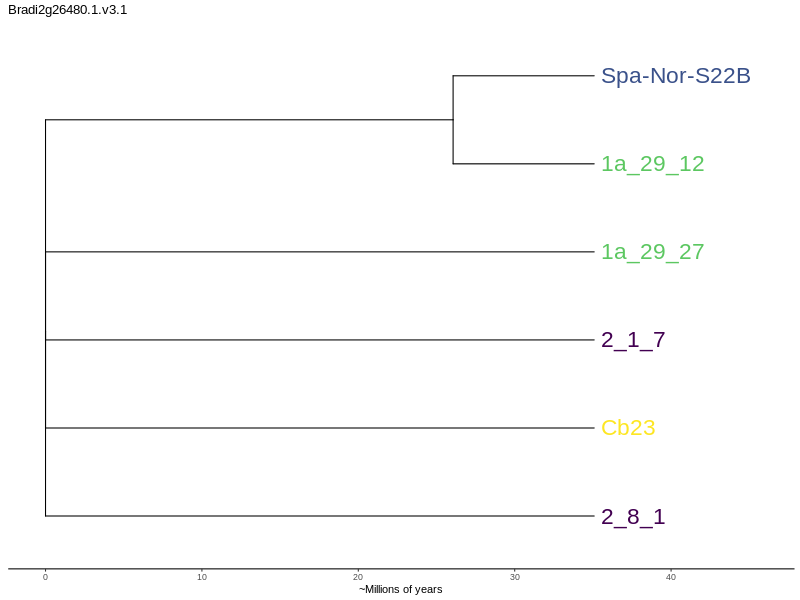 Bradi2g26480.1.v3.1
Spa-Nor-S22B
1a_29_12
1a_29_27
2_1_7
Cb23
2_8_1
0 10 20 30 40
~Millions of years